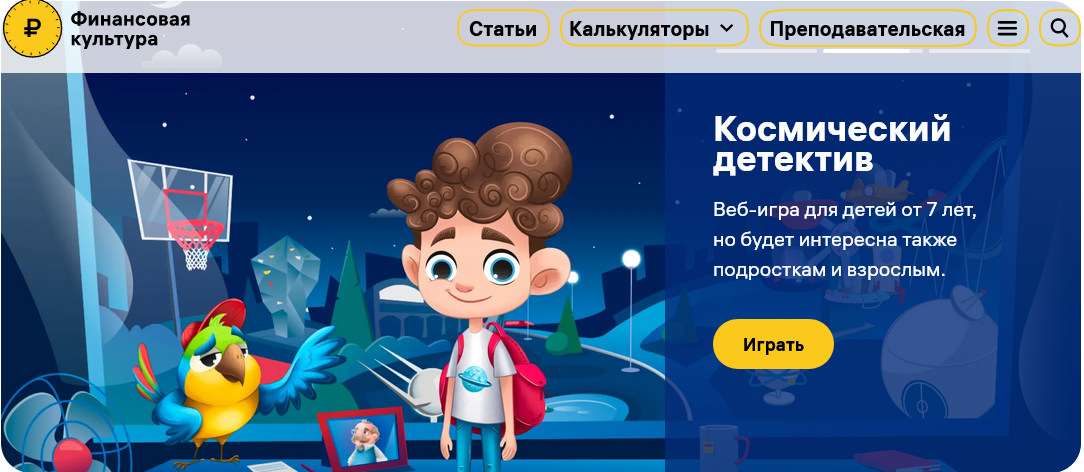 ₽
Финансовая
культура
Статьи
Калькуляторы
Преподавательская
Космический
детектив
Веб-игра для детей от 7 лет,
но будет интересна также
подросткам и взрослым.
Играть